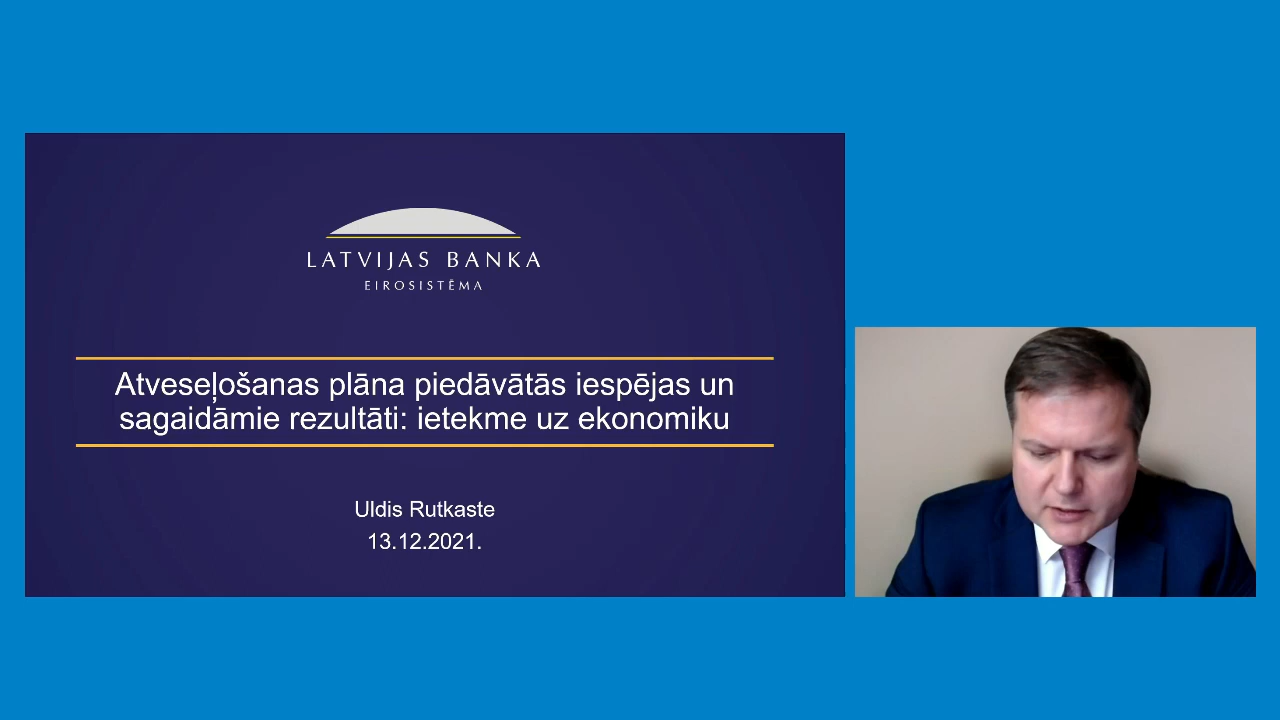 LATVIJAS BANKA
EIROSISTĒMA
Atveseļošanas plāna piedāvātās iespējas un
sagaidāmie rezultāti: ietekme uz ekonomiku
Uldis Rutkaste
13.12.2021.